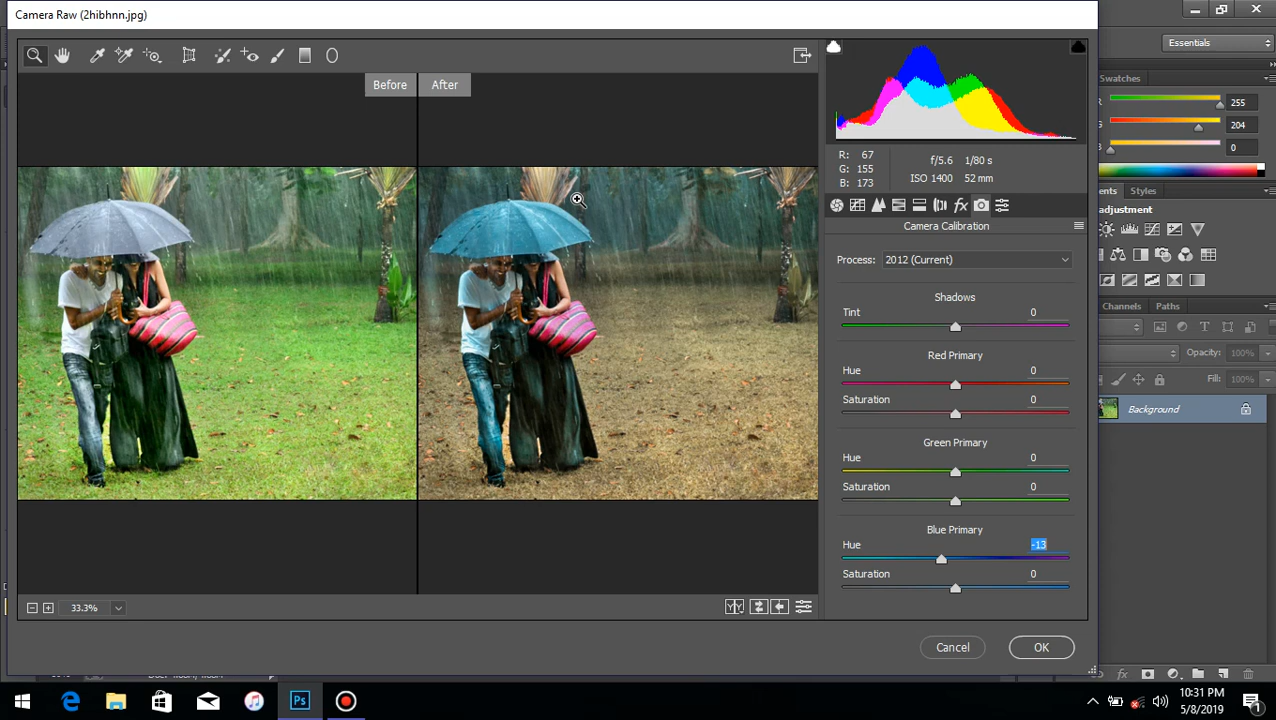 Camera Raw (2hibhnn.jpg)
Essentials
Before
After
Swatches
R: 67
G: 155
B: 173
f/5.6 1/80 s
ISO 1400 52 mm
255
204
B
0
Styles
Camera Calibration
Process: 2012 (Current)
Shadows
Tint 0
Red Primary
Hue 0
Saturation 0
Green Primary
Hue 0
Saturation 0
Blue Primary
Hue -13
Saturation 0
Channels
Paths
Opacity: 100%
Fill: 100%
Background
33.3%
Y Y
Cancel
OK
fx
Ps
10:31 PM
5/8/2019